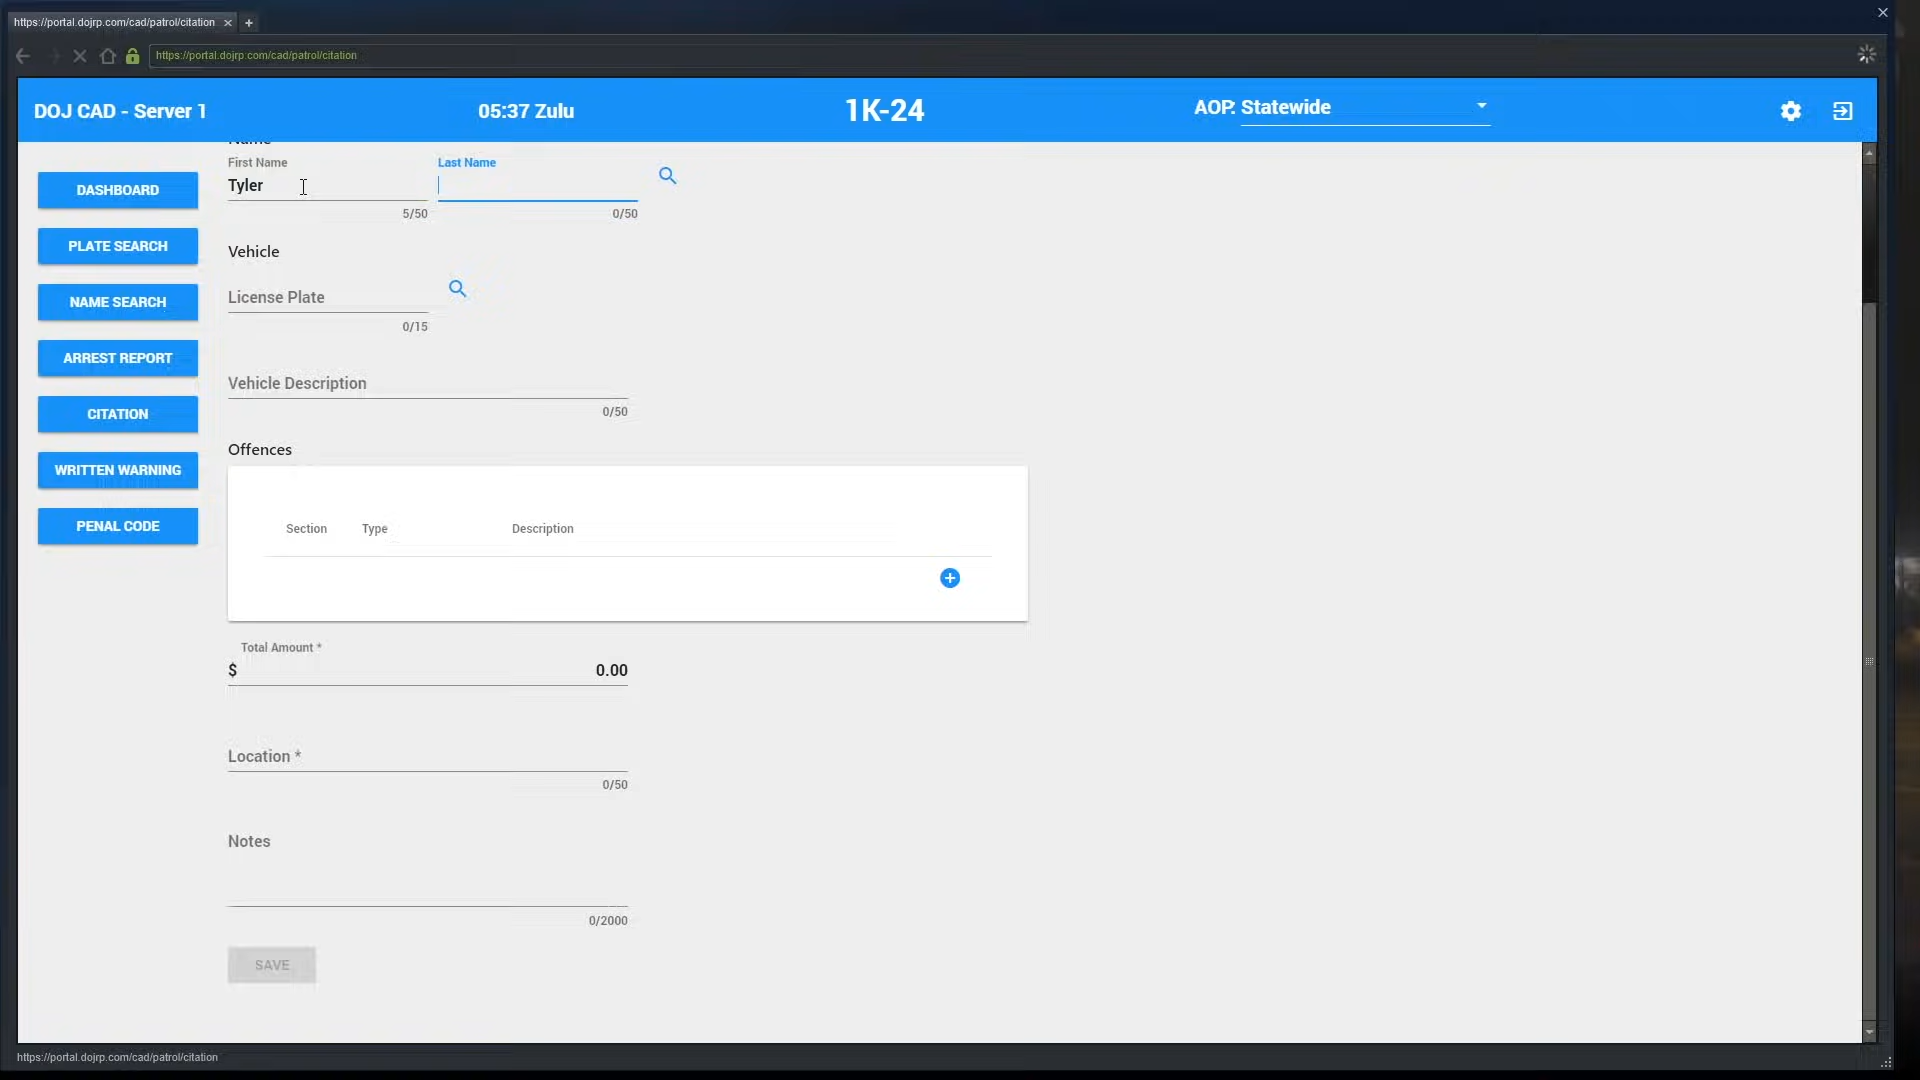 https://portal.dojrp.com/cad/patrol/citation
https://portal.dojrp.com/cad/patrol/citation
DOJ CAD - Server 1
05:37 Zulu
1K-24
AOP: Statewide
DASHBOARD
PLATE SEARCH
NAME SEARCH
ARREST REPORT
CITATION
WRITTEN WARNING
PENAL CODE
Name
First Name
Last Name
Tyler
5/50
0/50
Vehicle
License Plate
0/15
Vehicle Description
0/50
Offences
Section Type Description
Total Amount *
$ 0.00
Location *
0/50
Notes
0/2000
SAVE
https://portal.dojrp.com/cad/patrol/citation